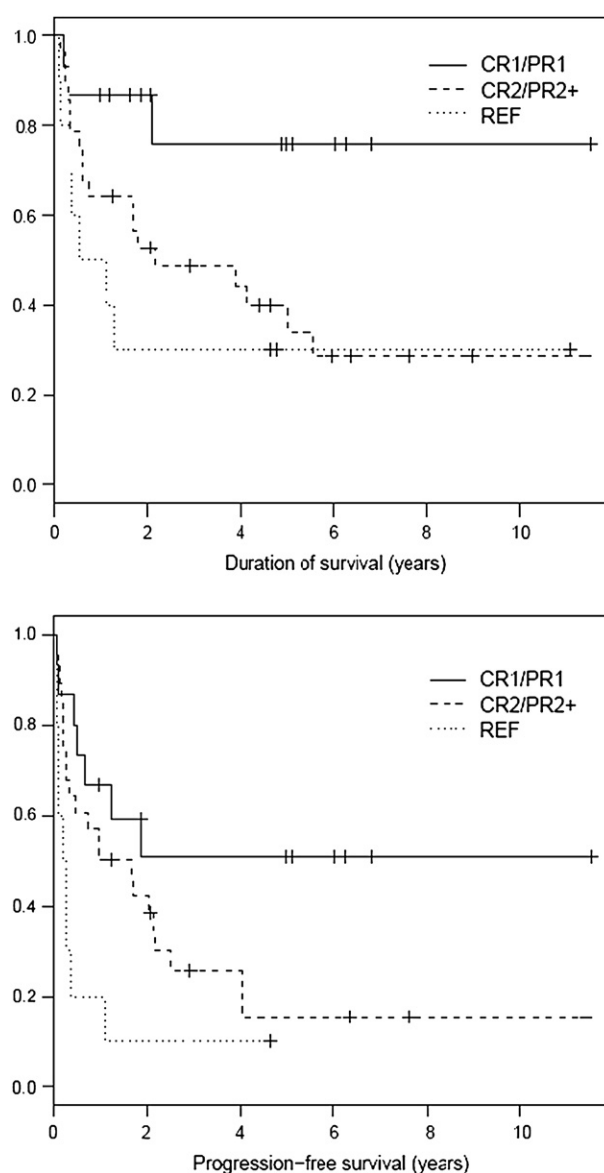 1.0
0.8
0.6
0.4
0.2
0.0
CR1/PR1
CR2/PR2+
REF
0 2 4 6 8 10
Duration of survival (years)
1.0
0.8
0.6
0.4
0.2
0.0
CR1/PR1
CR2/PR2+
REF
0 2 4 6 8 10
Progression−free survival (years)